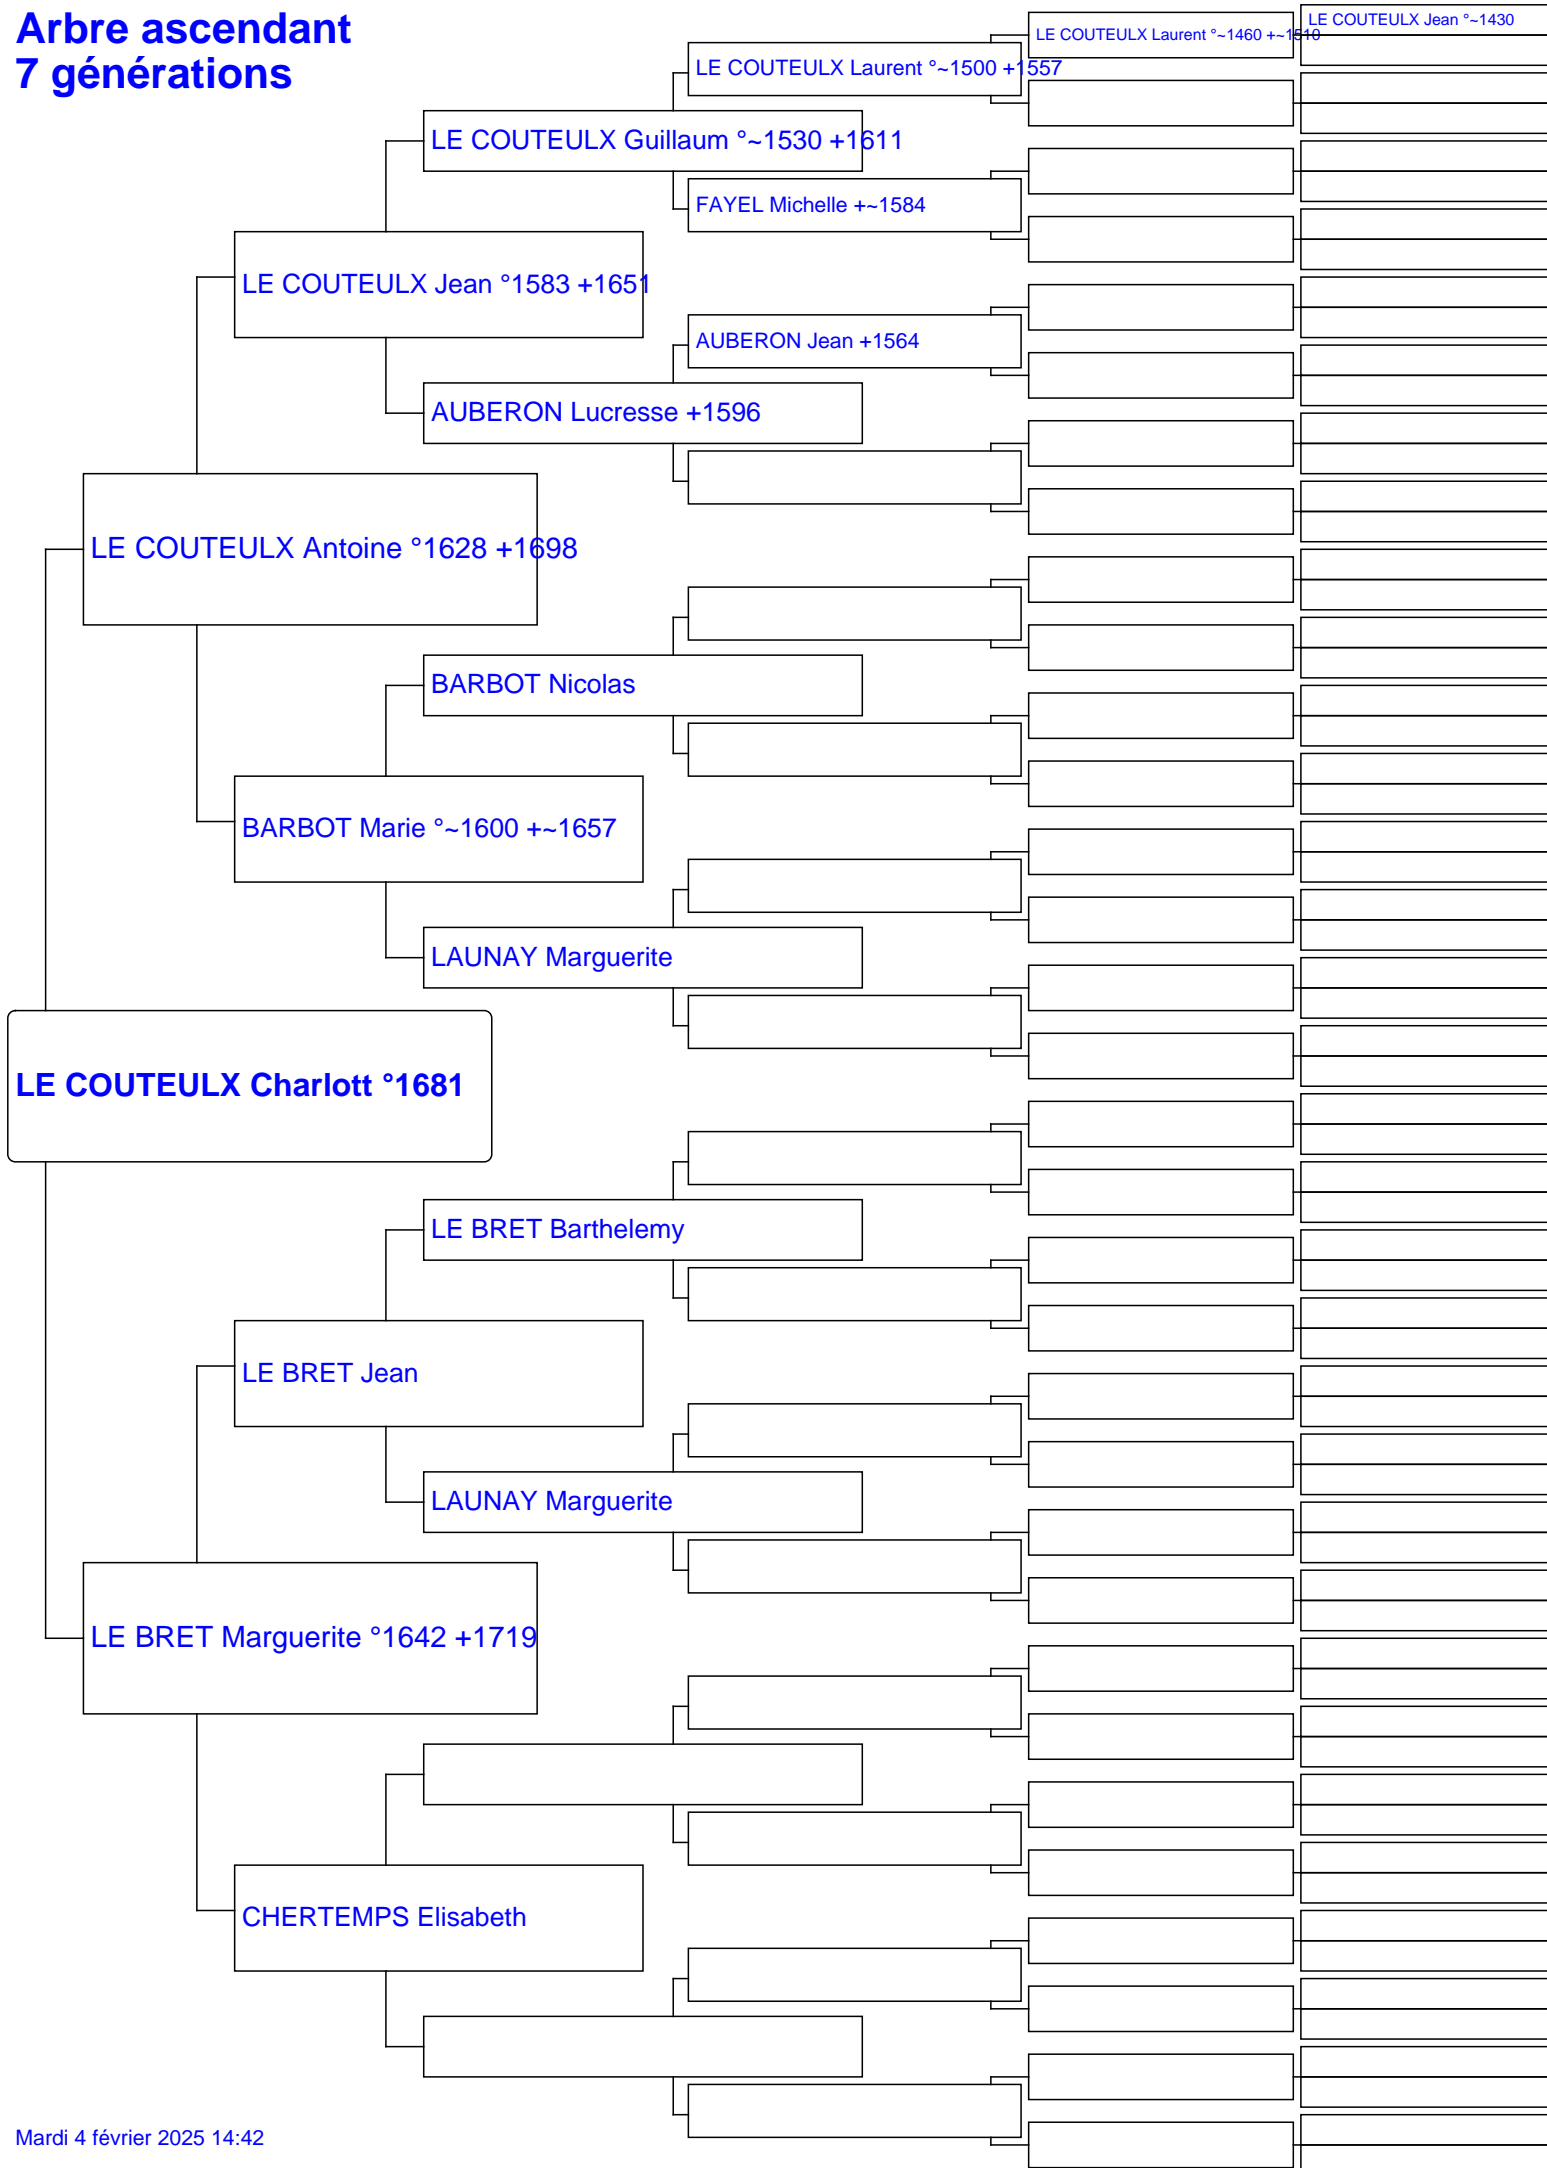 Arbre ascendant
7 générations
LE COUTEULX Jean °~1430
LE COUTEULX Laurent °~1460 +~1510
LE COUTEULX Laurent °~1500 +1557
LE COUTEULX Guillaum °~1530 +1611
FAYEL Michelle +~1584
LE COUTEULX Jean °1583 +1651
AUBERON Jean +1564
AUBERON Lucresse +1596
LE COUTEULX Antoine °1628 +1698
BARBOT Nicolas
BARBOT Marie °~1600 +~1657
LAUNAY Marguerite
LE COUTEULX Charlott °1681
LE BRET Barthelemy
LE BRET Jean
LAUNAY Marguerite
LE BRET Marguerite °1642 +1719
CHERTEMPS Elisabeth
Mardi 4 février 2025 14:42